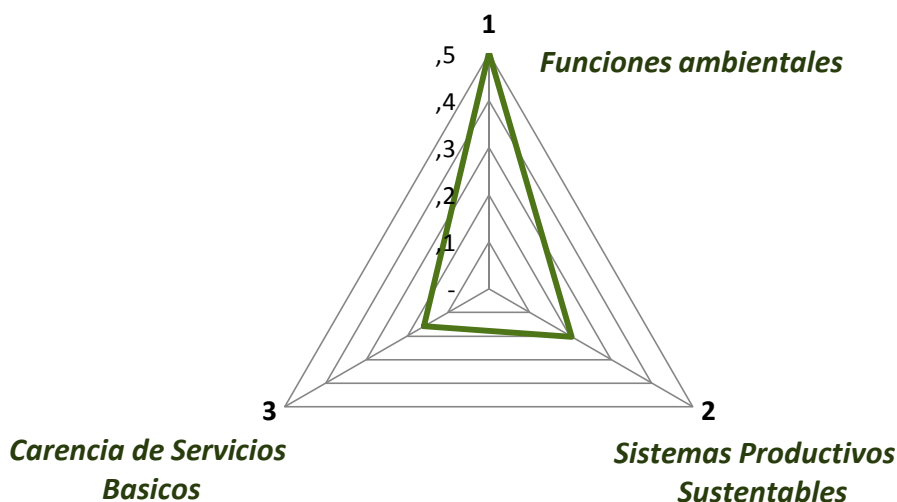 1
,5
Funciones ambientales
,4
,3
,2
,1
-
3
2
Carencia de Servicios
Basicos
Sistemas Productivos
Sustentables